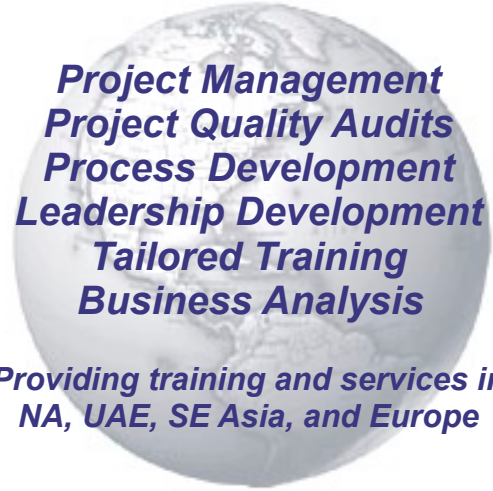 Project Management
Project Quality Audits
Process Development
Leadership Development
Tailored Training
Business Analysis
Providing training and services in
NA, UAE, SE Asia, and Europe